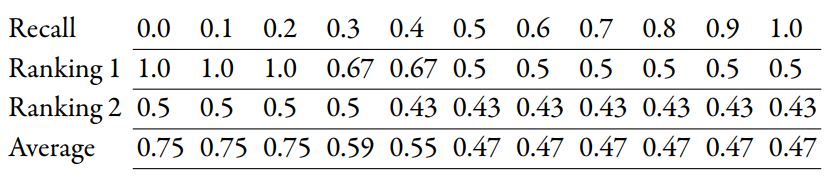 Recall 0.0 0.1 0.2 0.3 0.4 0.5 0.6 0.7 0.8 0.9 1.0
Ranking 1 1.0 1.0 1.0 0.67 0.67 0.5 0.5 0.5 0.5 0.5 0.5
Ranking 2 0.5 0.5 0.5 0.5 0.43 0.43 0.43 0.43 0.43 0.43 0.43
Average 0.75 0.75 0.75 0.59 0.55 0.47 0.47 0.47 0.47 0.47 0.47